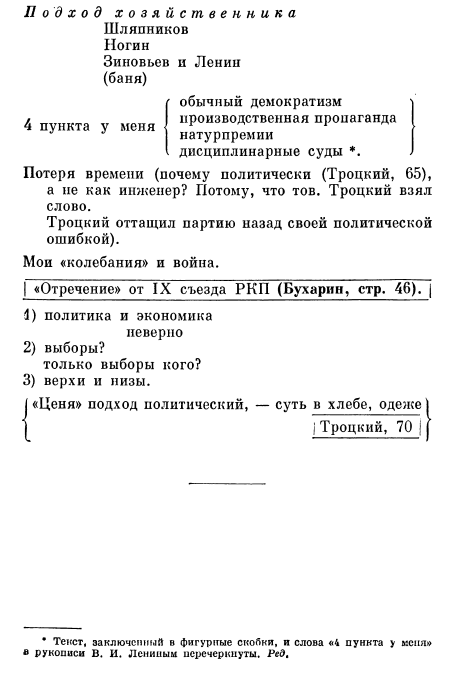 Подход хозяйственника
Шляпников
Ногин
Зиновьев и Ленин
(баня)
4 пункта у меня { обычный демократизм
производственная пропаганда
натурпремии
дисциплинарные суды *. }
Потеря времени (почему политически (Троцкий, 65),
а не как инженер? Потому, что тов. Троцкий взял
слово.
Троцкий оттащил партию назад своей политической
ошибкой).
Мои «колебания» и война.
| «Отречение» от IX съезда РКП (Бухарин, стр. 46). |
1) политика и экономика
неверно
2) выборы?
только выборы кого?
3) верхи и низы.
{ «Ценя» подход политический, — суть в хлебе, одеже
| Троцкий, 70 | }
* Текст, заключенный в фигурные скобки, и слова «4 пункта у меня»
в рукописи В. И. Лениным перечеркнуты. Ред.